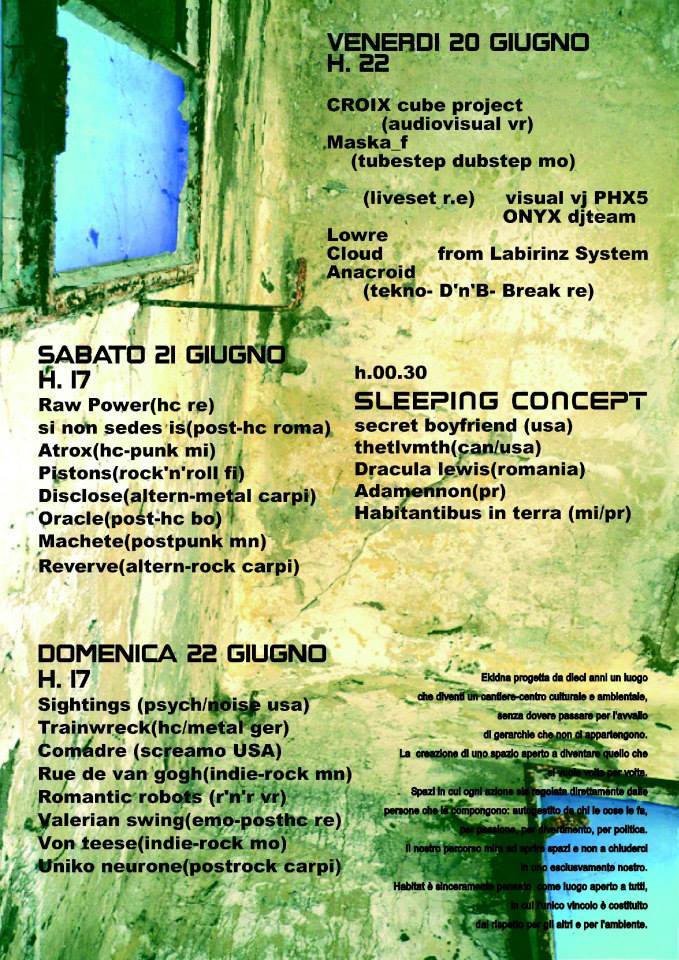 VENERDI 20 GIUGNO
H. 22
CROIX cube project
(audiovisual vr)
Maska_f
(tubestep dubstep mo)
(liveset r.e) visual vj PHX5
ONYX djteam
Lowre
Cloud from Labirinz System
Anacroid
(tekno- D'n'B- Break re)
SABATO 21 GIUGNO
H. 17
Raw Power(hc re)
si non sedes is(post-hc roma)
Atrox(hc-punk mi)
Pistons(rock'n'roll fi)
Disclose(altern-metal carpi)
Oracle(post-hc bo)
Machete(postpunk mn)
Reverve(altern-rock carpi)
h.00.30
SLEEPING CONCEPT
secret boyfriend (usa)
thetlvmth(can/usa)
Dracula lewis(romania)
Adamennon(pr)
Habitantibus in terra (mi/pr)
DOMENICA 22 GIUGNO
H. 17
Sightings (psych/noise usa)
Trainwreck(hc/metal ger)
Comadre (screamo USA)
Rue de van gogh(indie-rock mn)
Romantic robots (r'n'r vr)
Valerian swing(emo-posthc re)
Von teese(indie-rock mo)
Uniko neurone(postrock carpi)
Ekidna progetta da dieci anni un luogo
che diventi un cantiere-centro culturale e ambientale,
senza dovere passare per l'avvallo
di gerarchie che non ci appartengono.
La creazione di uno spazio aperto a diventare quello che
si vuole volta per volta.
Spazi in cui ogni azione sia regolata direttamente dalle
persone che la compongono: autogestito da chi le cose le fa,
per passione, per divertimento, per politica.
Il nostro percorso mira ad aprire spazi e non a chiuderci
in uno esclusivamente nostro.
Habitat è sinceramente pensato come luogo aperto a tutti,
in cui l'unico vincolo è costituito
dal rispetto per gli altri e per l'ambiente.